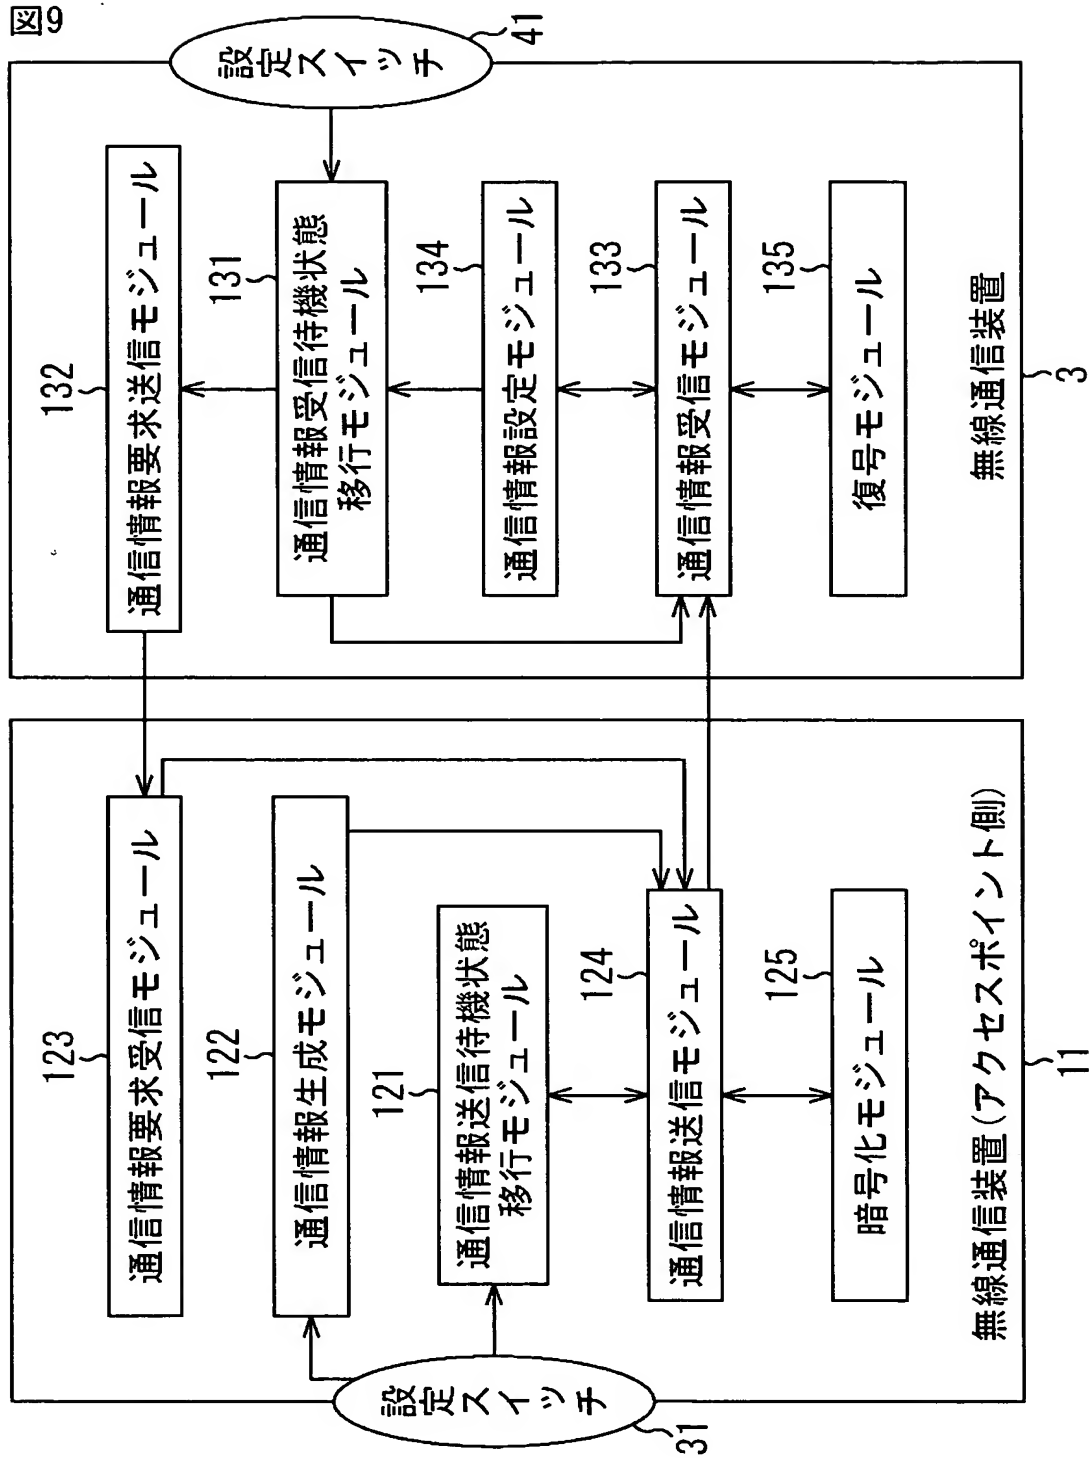 図9
無線通信装置(アクセスポイント側)
11
設定スイッチ
31
123
通信情報要求受信モジュール
122
通信情報生成モジュール
121
通信情報送信待機状態
移行モジュール
124
通信情報送信モジュール
125
暗号化モジュール
設定スイッチ
41
132
通信情報要求送信モジュール
131
通信情報受信待機状態
移行モジュール
134
通信情報設定モジュール
133
通信情報受信モジュール
135
復号モジュール
無線通信装置
3